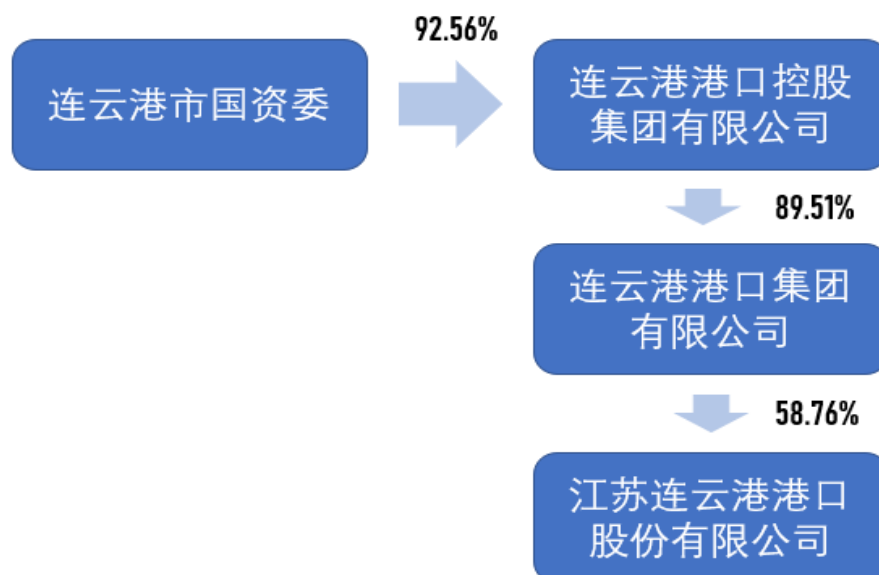 92.56%
连云港市国资委
连云港港口控股
集团有限公司
89.51%
连云港港口集团
有限公司
58.76%
江苏连云港港口
股份有限公司